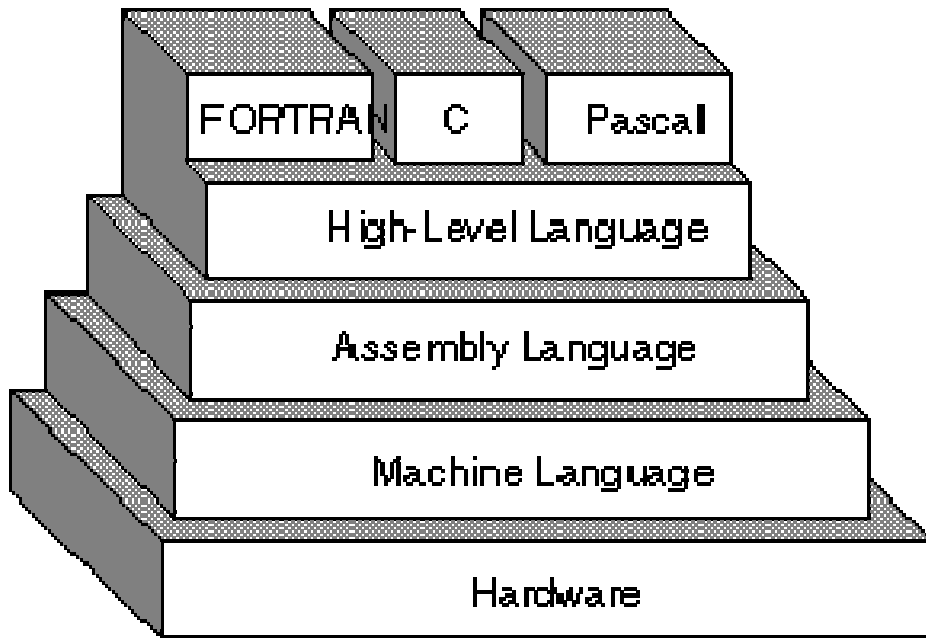 FORTRAN C Pascal
High-Level Language
Assembly Language
Machine Language
Hardware